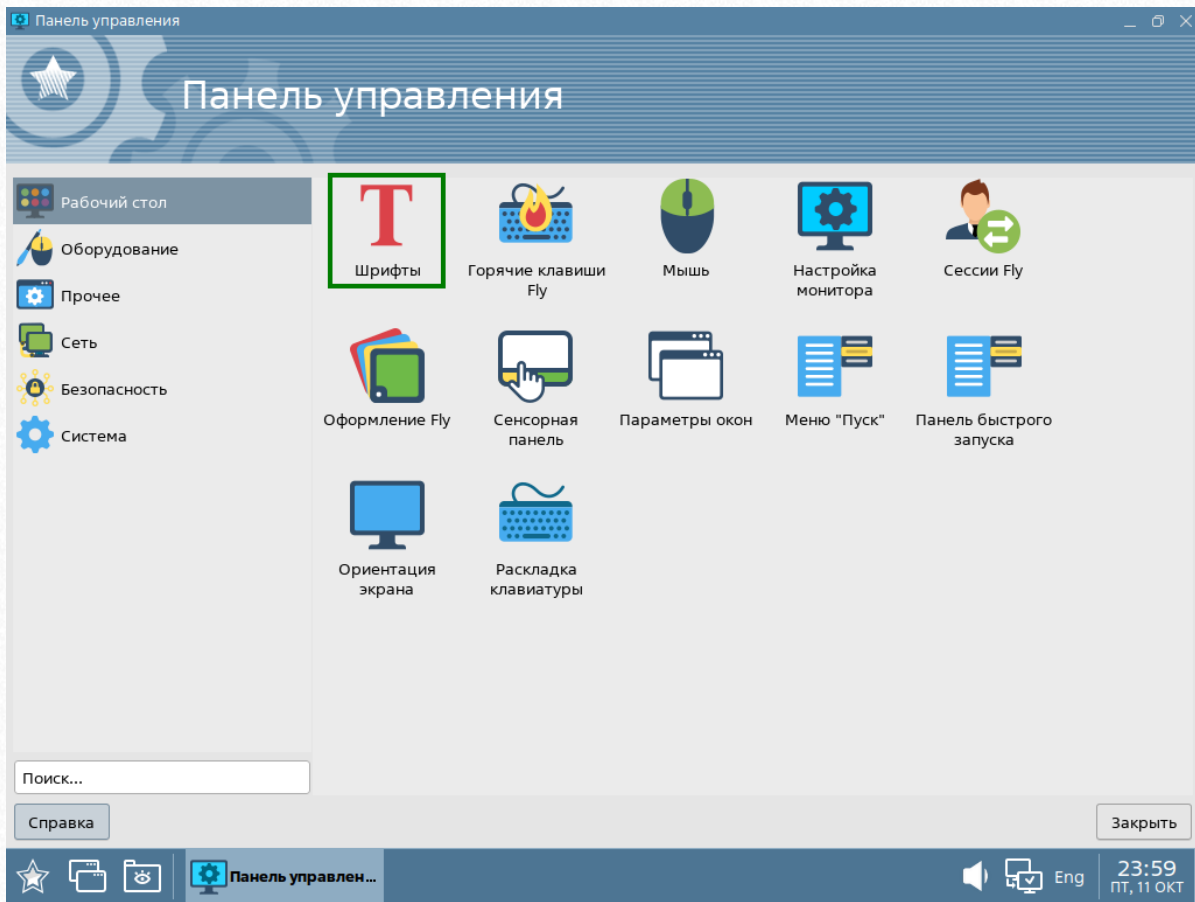 Панель управления
Панель управления
Рабочий стол
Оборудование
Прочее
Сеть
Безопасность
Система
Шрифты
Горячие клавиши
Fly
Мышь
Настройка
монитора
Сессии Fly
Оформление Fly
Сенсорная
панель
Параметры окон
Меню "Пуск"
Панель быстрого
запуска
Ориентация
экрана
Раскладка
клавиатуры
Поиск...
Справка
Закрыть
Панель управлен...
Eng
23:59
ПТ, 11 ОКТ